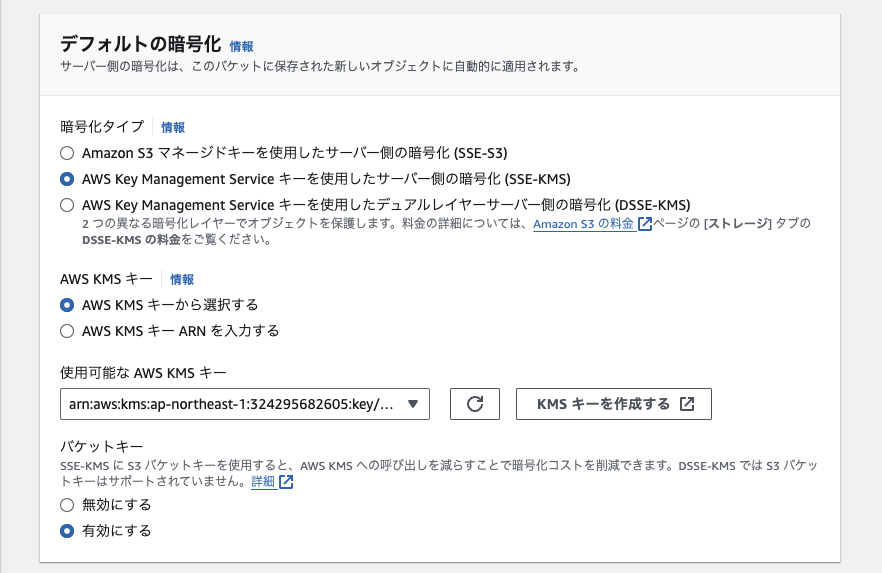 デフォルトの暗号化 情報
サーバー側の暗号化は、このバケットに保存された新しいオブジェクトに自動的に適用されます。
暗号化タイプ 情報
Amazon S3 マネージドキーを使用したサーバー側の暗号化 (SSE-S3)
AWS Key Management Service キーを使用したサーバー側の暗号化 (SSE-KMS)
AWS Key Management Service キーを使用したデュアルレイヤーサーバー側の暗号化 (DSSE-KMS)
2 つの異なる暗号化レイヤーでオブジェクトを保護します。料金の詳細については、Amazon S3 の料金 ページの [ストレージ] タブの
DSSE-KMS の料金をご覧ください。
AWS KMS キー 情報
AWS KMS キーから選択する
AWS KMS キー ARN を入力する
使用可能な AWS KMS キー
arn:aws:kms:ap-northeast-1:324295682605:key/...
KMS キーを作成する
バケットキー
SSE-KMS に S3 バケットキーを使用すると、AWS KMS への呼び出しを減らすことで暗号化コストを削減できます。DSSE-KMS では S3 バケッ
トキーはサポートされていません。詳細
無効にする
有効にする